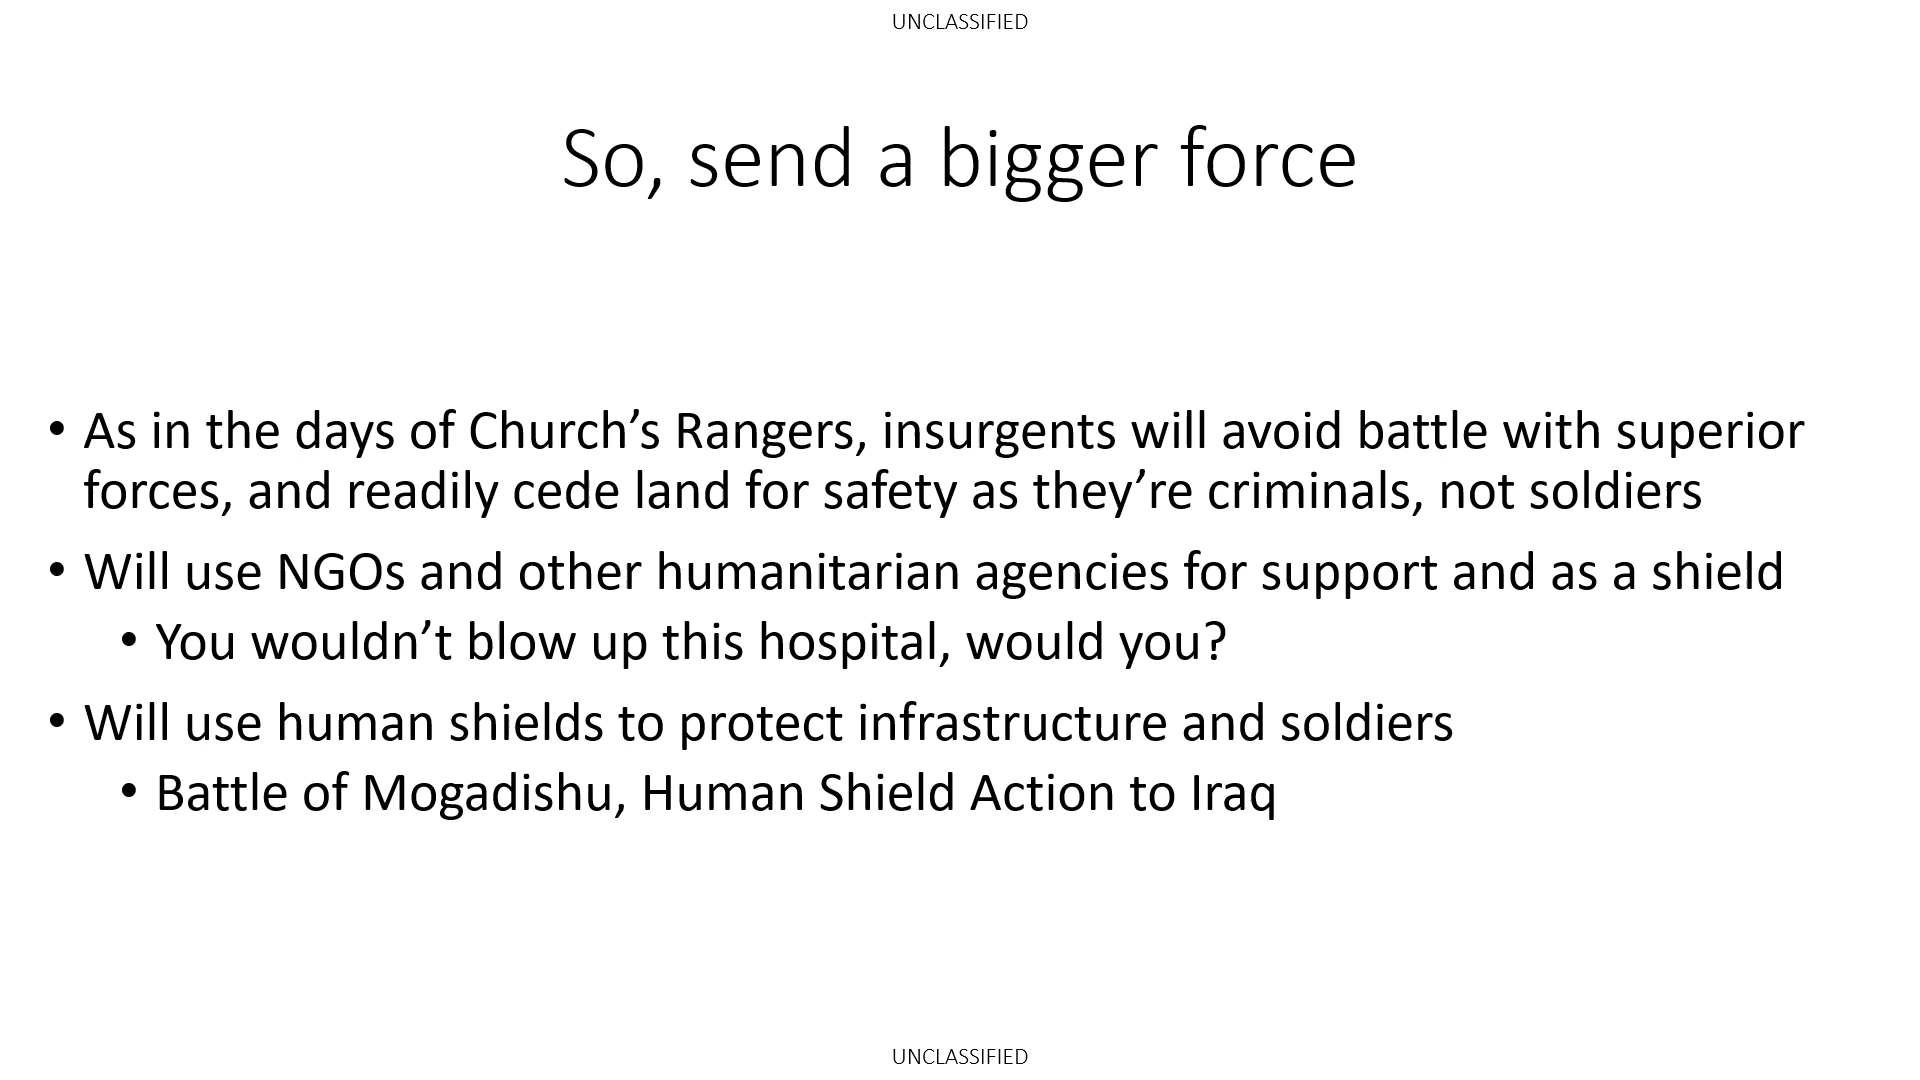 UNCLASSIFIED
So, send a bigger force
• As in the days of Church’s Rangers, insurgents will avoid battle with superior
forces, and readily cede land for safety as they’re criminals, not soldiers
• Will use NGOs and other humanitarian agencies for support and as a shield
• You wouldn’t blow up this hospital, would you?
• Will use human shields to protect infrastructure and soldiers
• Battle of Mogadishu, Human Shield Action to Iraq
UNCLASSIFIED